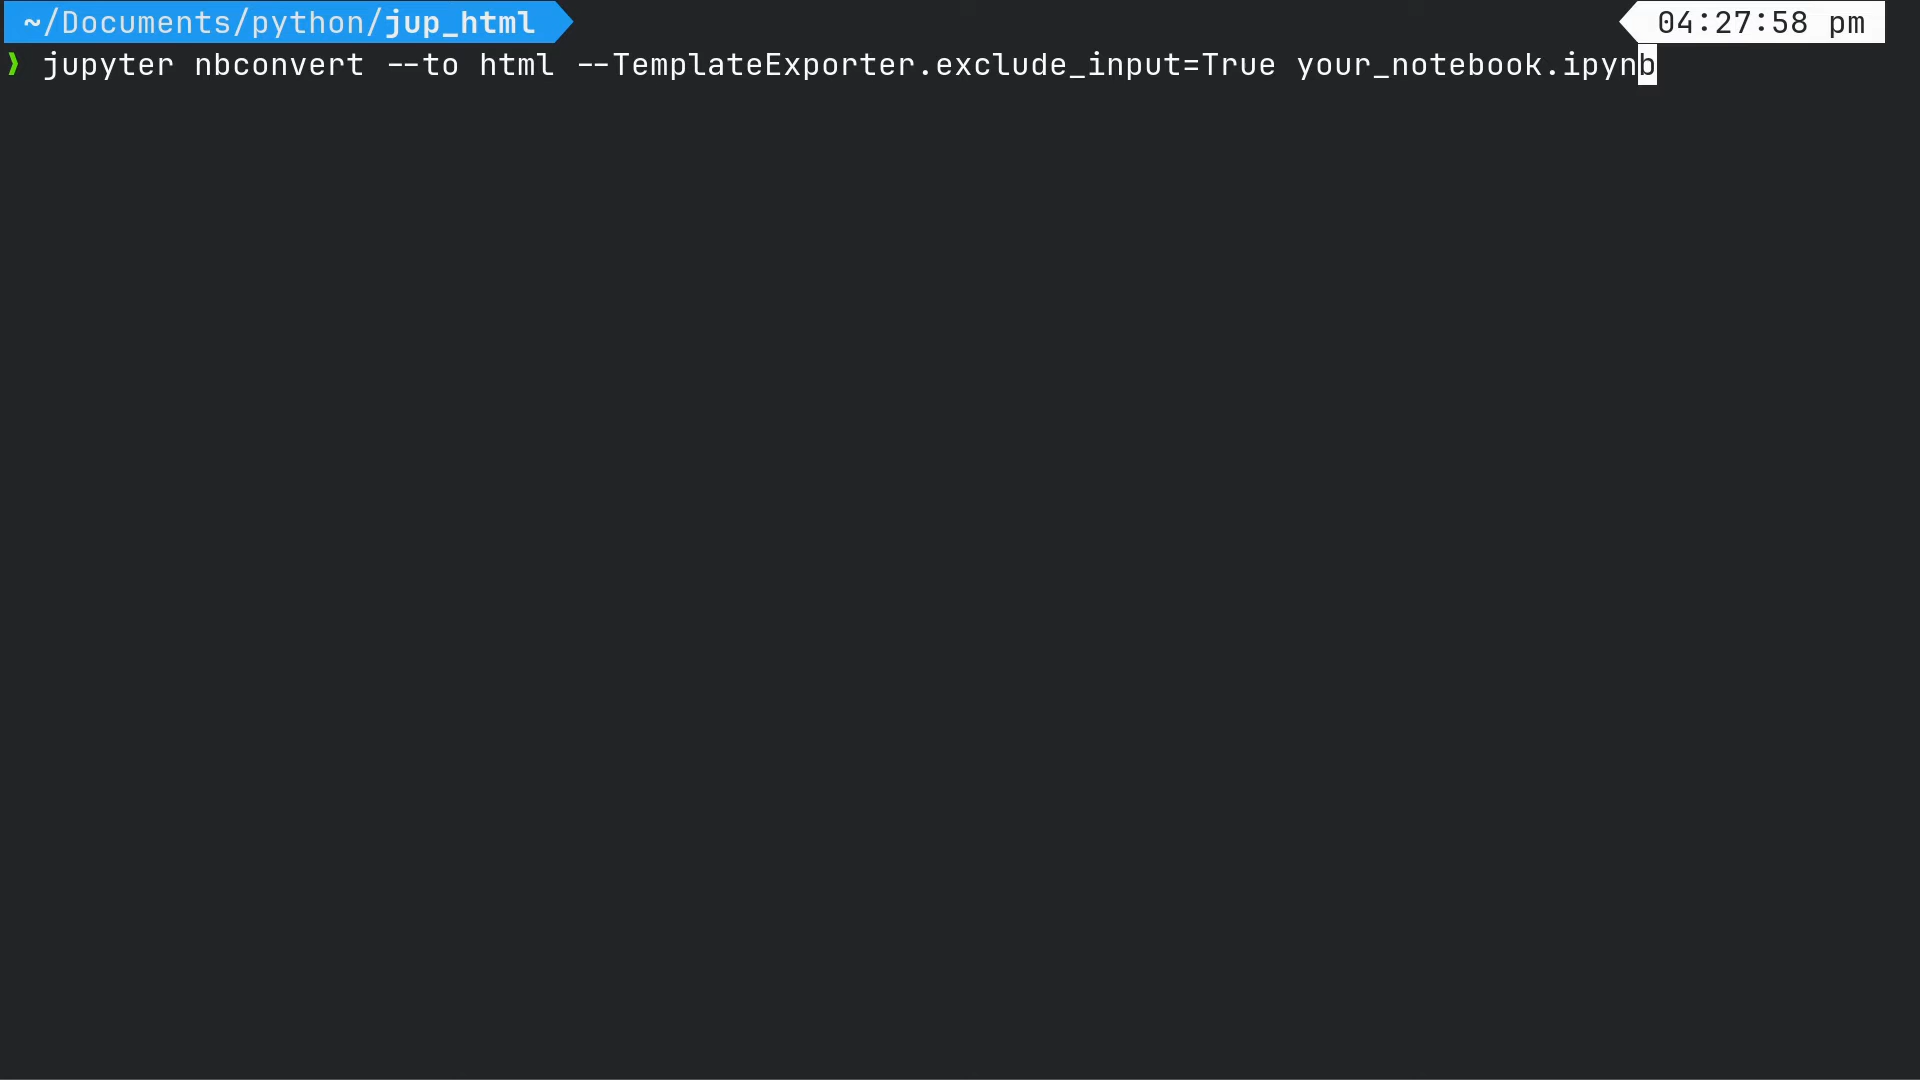 ~/Documents/python/jup_html 04:27:58 pm
❯ jupyter nbconvert --to html --TemplateExporter.exclude_input=True your_notebook.ipynb